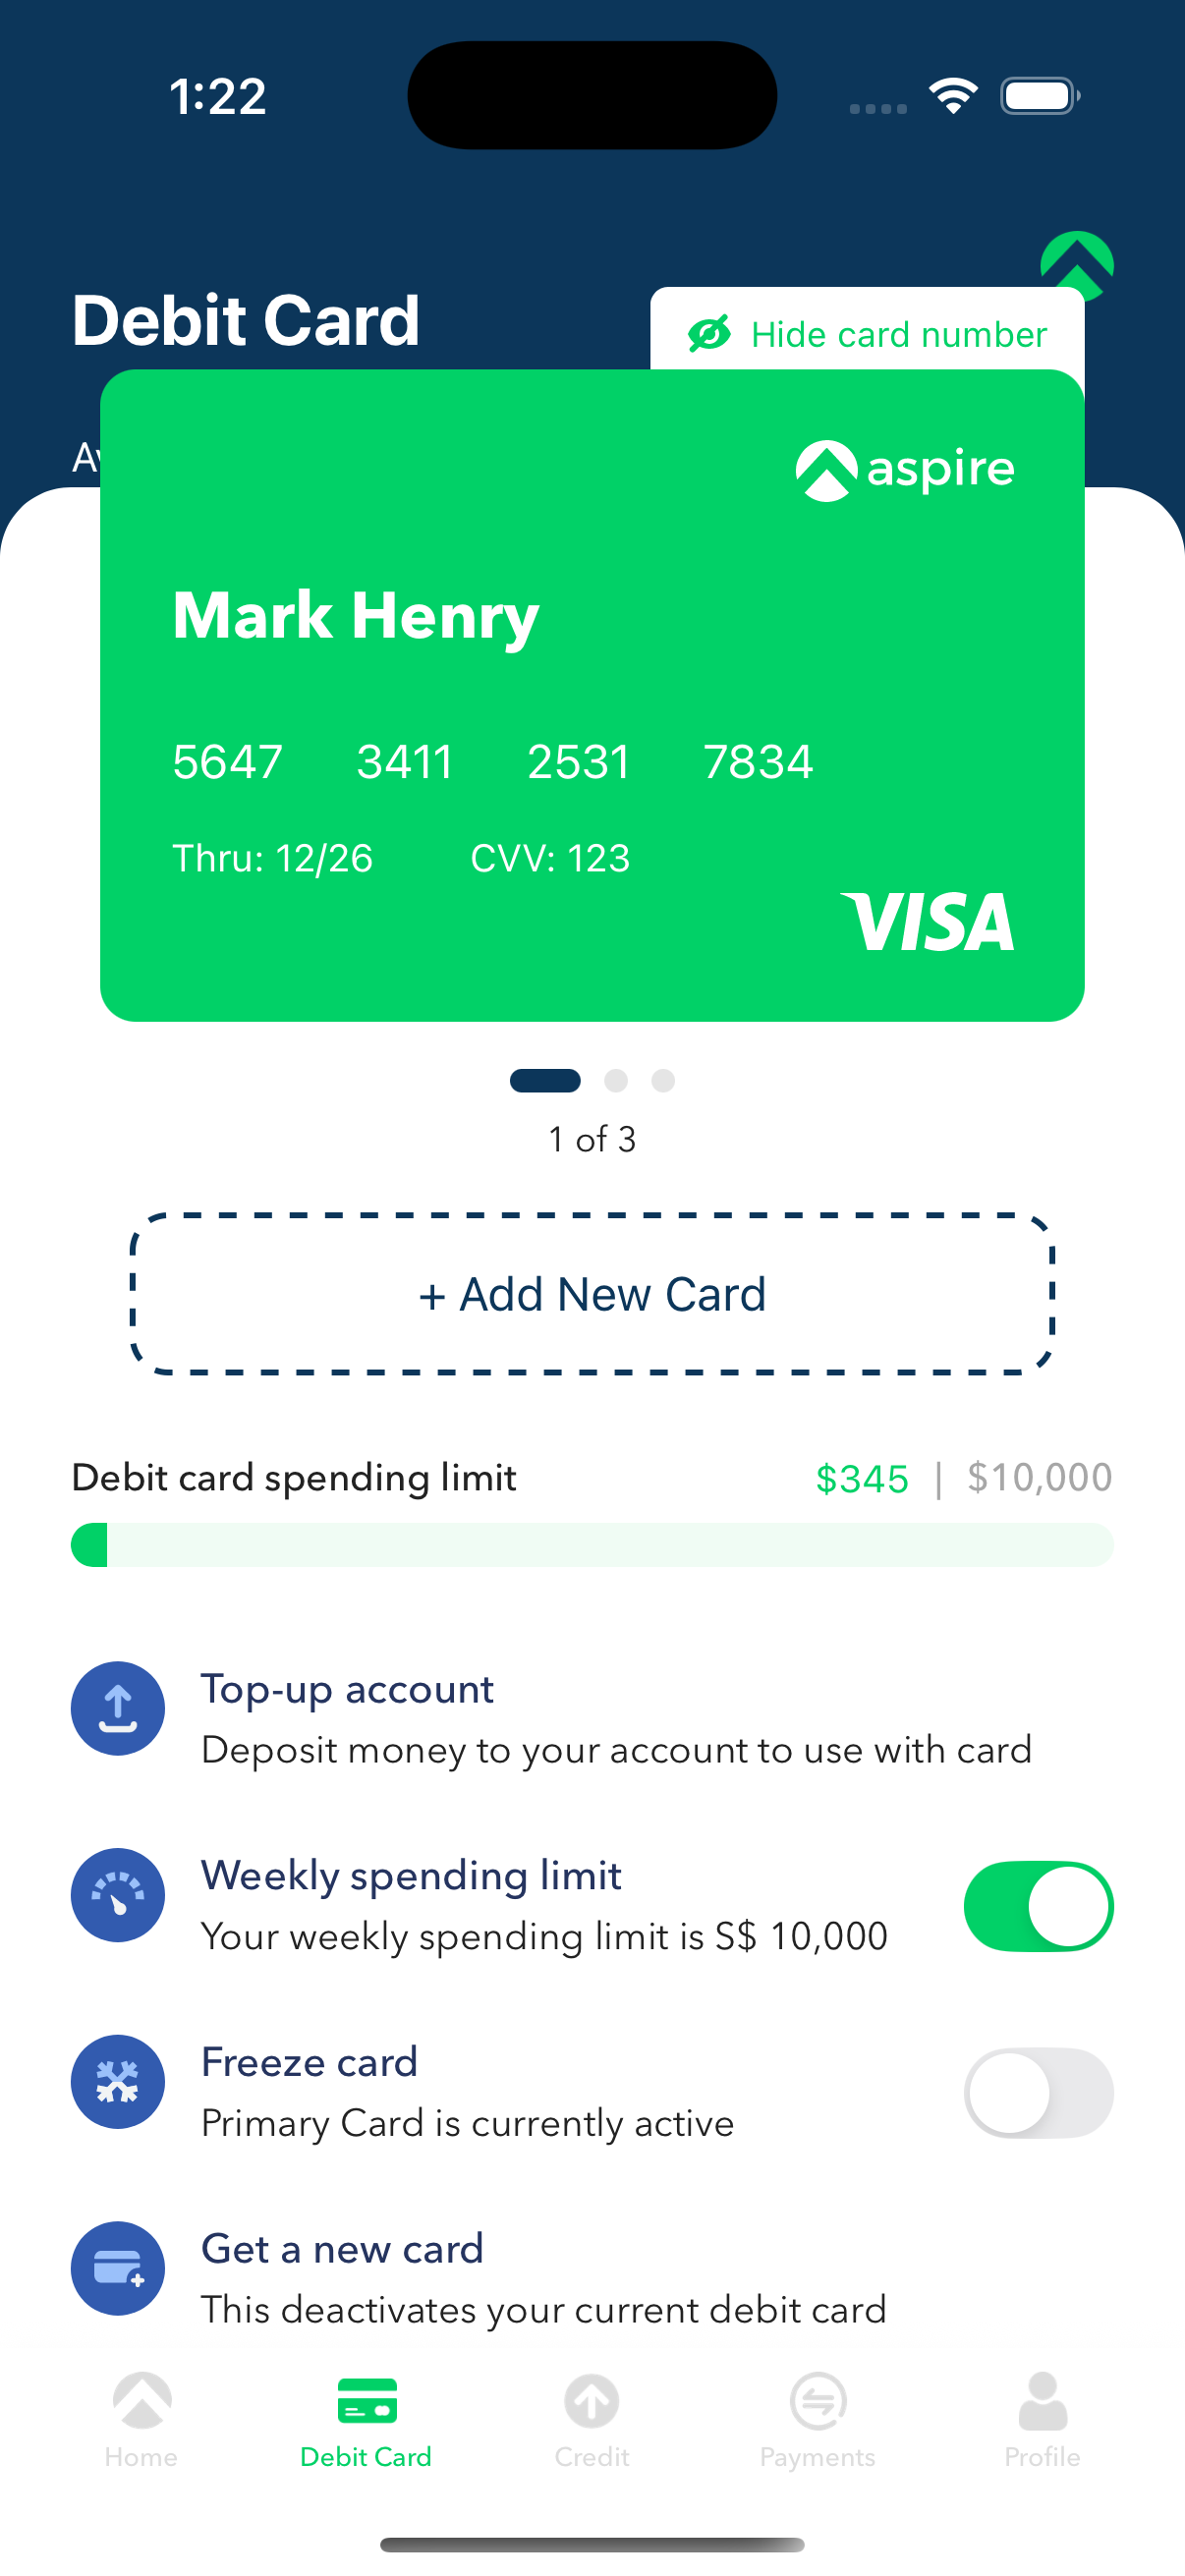 1:22
Debit Card
Hide card number
aspire
Mark Henry
5647 3411 2531 7834
Thru: 12/26 CVV: 123
VISA
1 of 3
+ Add New Card
Debit card spending limit $345 | $10,000
Top-up account
Deposit money to your account to use with card
Weekly spending limit
Your weekly spending limit is S$ 10,000
Freeze card
Primary Card is currently active
Get a new card
This deactivates your current debit card
Home Debit Card Credit Payments Profile